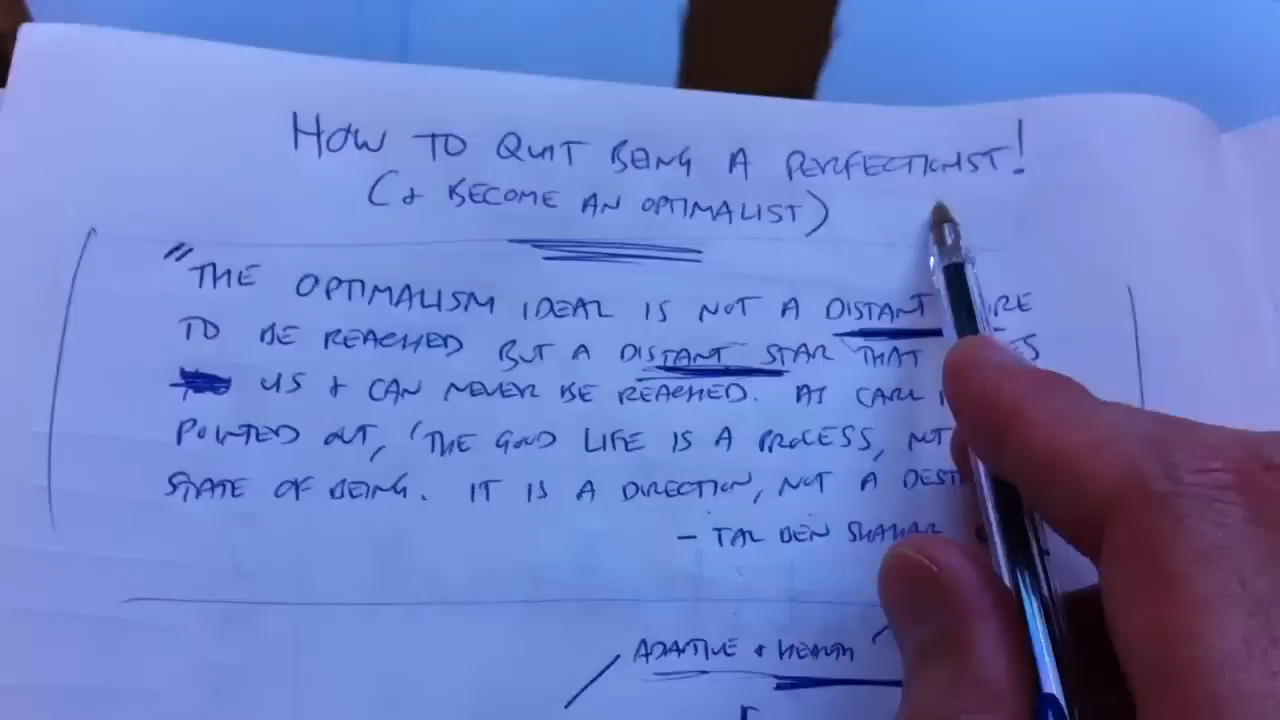 HOW TO QUIT BEING A PERFECTIONIST!
(& BECOME AN OPTIMALIST)
"THE OPTIMALISM IDEAL IS NOT A DISTANT
TO BE REACHED BUT A DISTANT STAR THAT
US & CAN NEVER BE REACHED. AS CARL
POINTED OUT, 'THE GOOD LIFE IS A PROCESS, NOT
STATE OF BEING. IT IS A DIRECTION, NOT A
- TAL BEN SHAHAR
ADAPTIVE & HEALTHY